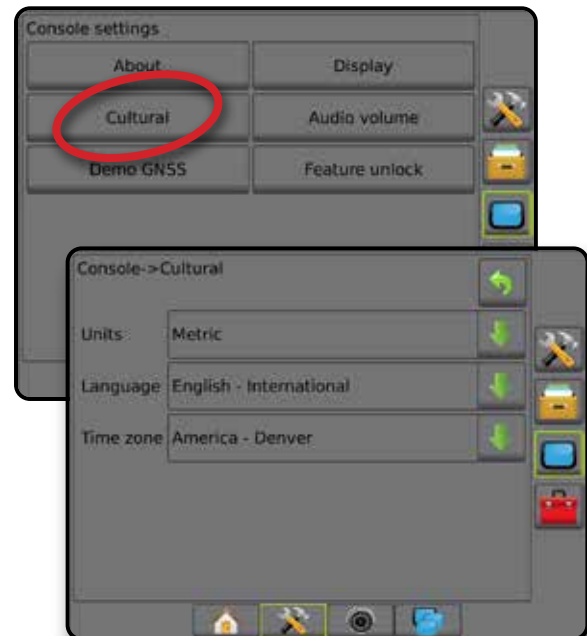 Console settings
About
Display
Cultural
Audio volume
Demo GNSS
Feature unlock
Console->Cultural
Units Metric
Language English - International
Time zone America - Denver